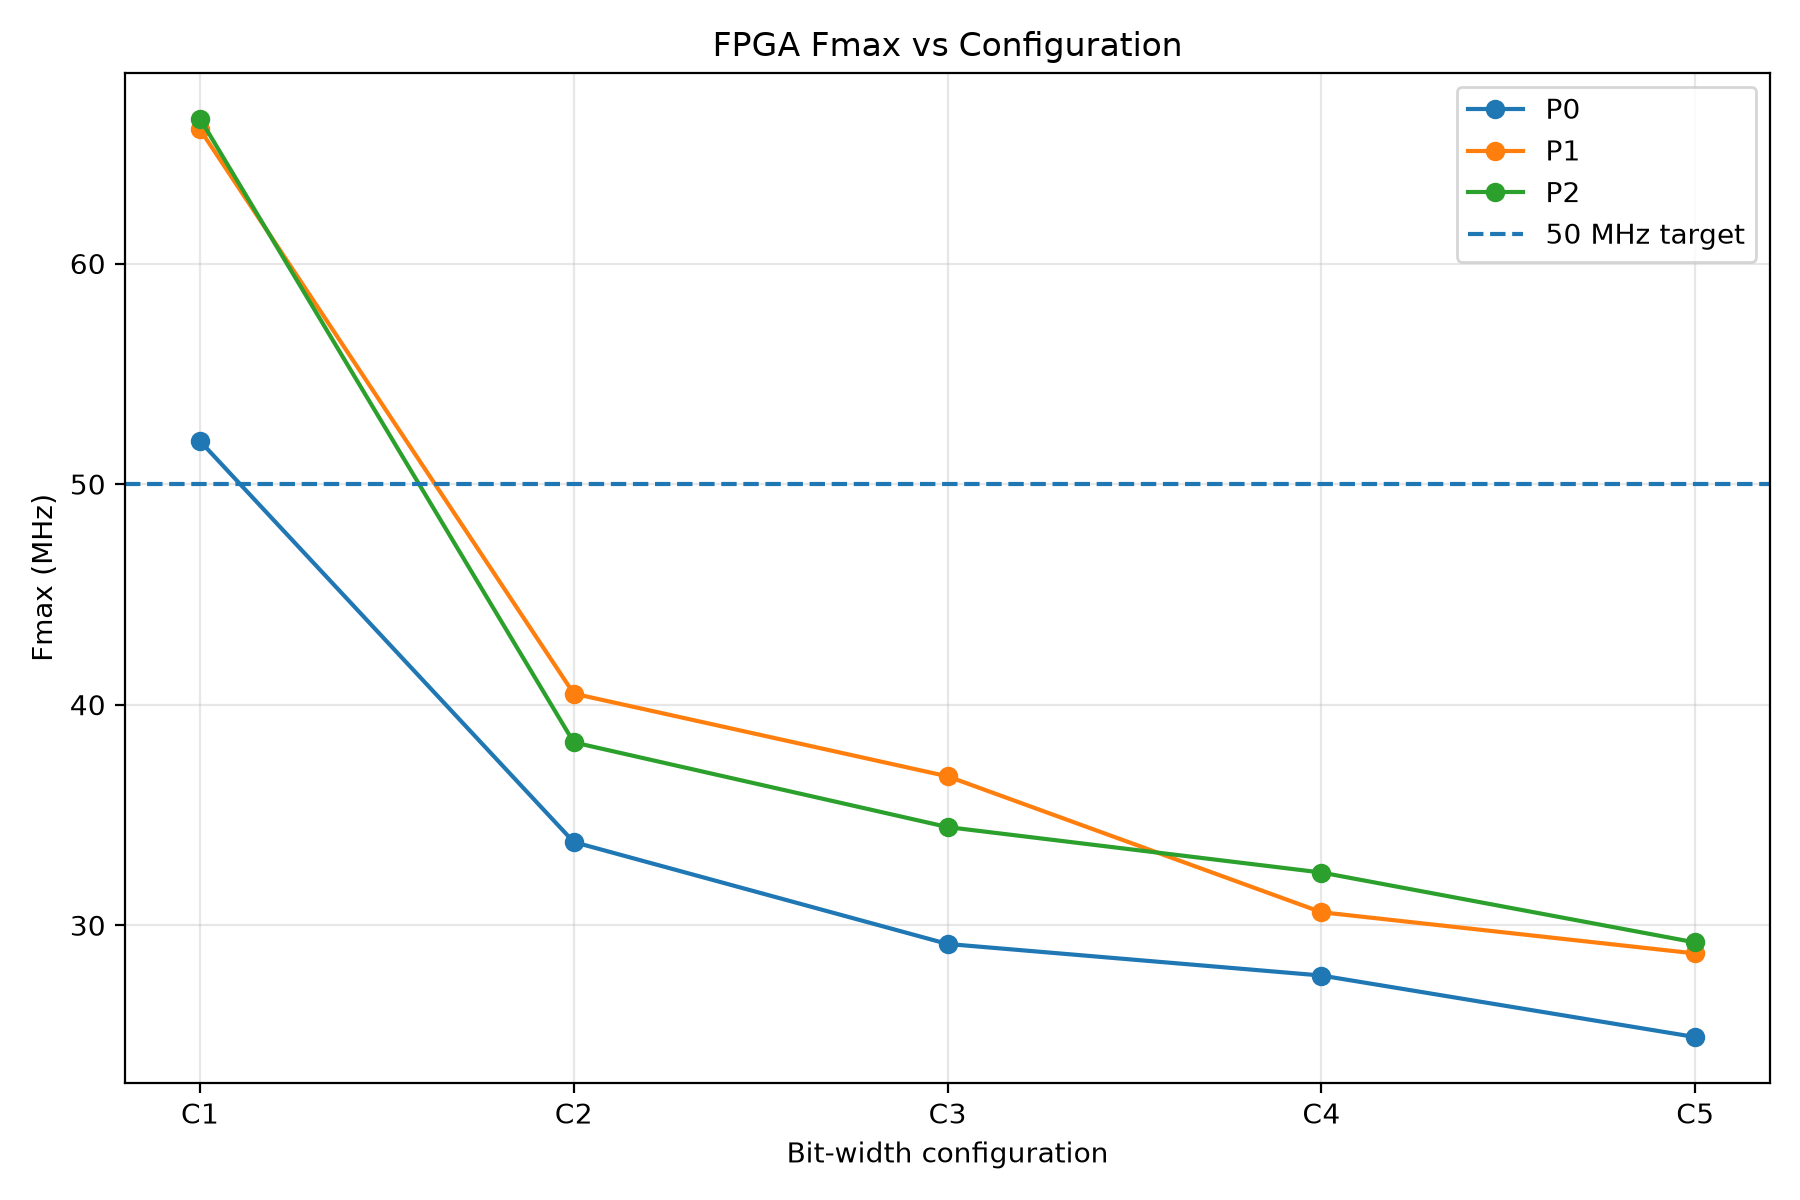 FPGA Fmax vs Configuration
P0
P1
P2
50 MHz target
Fmax (MHz)
60
50
40
30
C1
C2
C3
C4
C5
Bit-width configuration